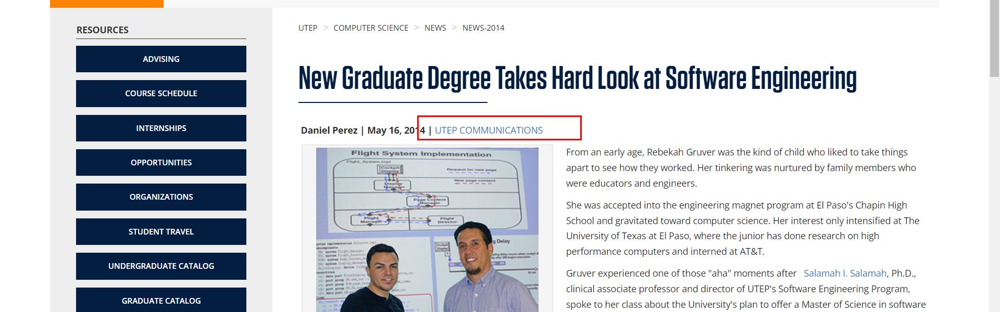 RESOURCES
ADVISING
COURSE SCHEDULE
INTERNSHIPS
OPPORTUNITIES
ORGANIZATIONS
STUDENT TRAVEL
UNDERGRADUATE CATALOG
GRADUATE CATALOG
UTEP > COMPUTER SCIENCE > NEWS > NEWS-2014
New Graduate Degree Takes Hard Look at Software Engineering
Daniel Perez | May 16, 2014 | UTEP COMMUNICATIONS
Flight System Implementation
Flight_System.impl
Cockpit
Display
Request for new page
Display
Manager
New page content
Page Content
Manager
Flight
Manager
Flight
Director
From an early age, Rebekah Gruver was the kind of child who liked to take things
apart to see how they worked. Her tinkering was nurtured by family members who
were educators and engineers.
She was accepted into the engineering magnet program at El Paso's Chapin High
School and gravitated toward computer science. Her interest only intensified at The
University of Texas at El Paso, where the junior has done research on high
performance computers and interned at AT&T.
Gruver experienced one of those "aha" moments after Salamah I. Salamah, Ph.D.,
clinical associate professor and director of UTEP's Software Engineering Program,
spoke to her class about the University's plan to offer a Master of Science in software